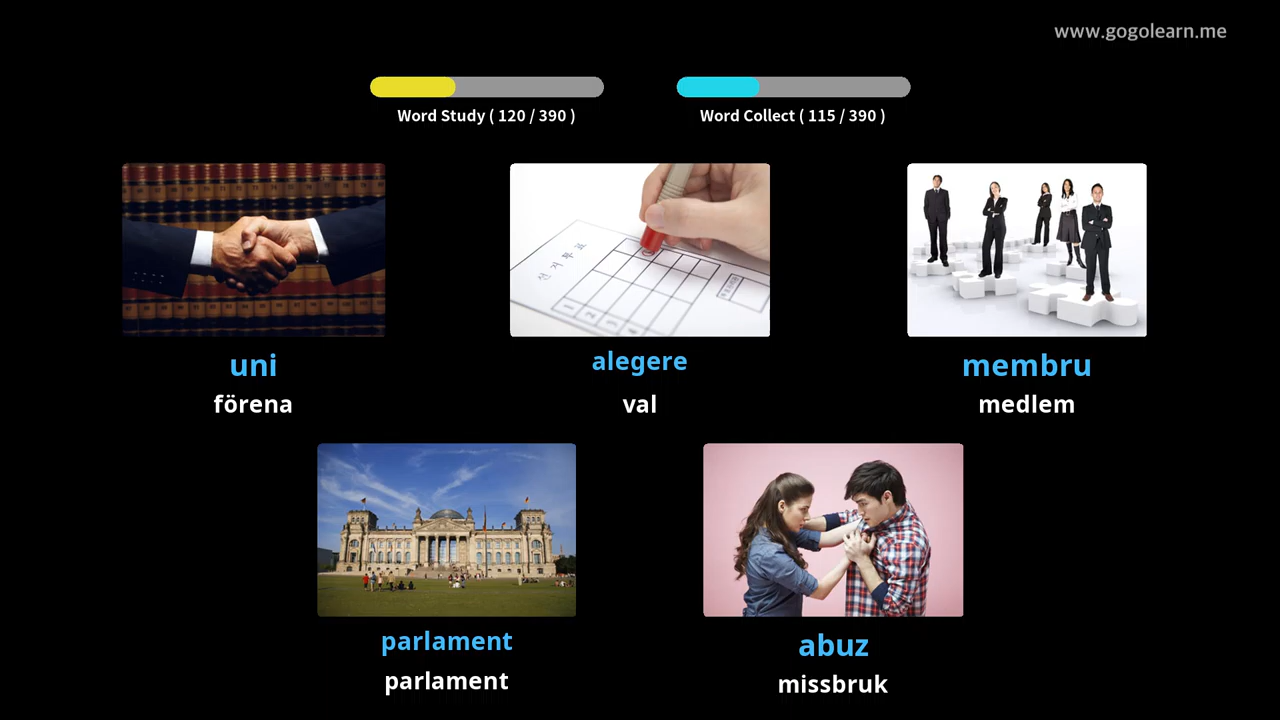 www.gogolearn.me
Word Study ( 120 / 390 )
Word Collect ( 115 / 390 )
uni
förena
alegere
val
membru
medlem
parlament
parlament
abuz
missbruk